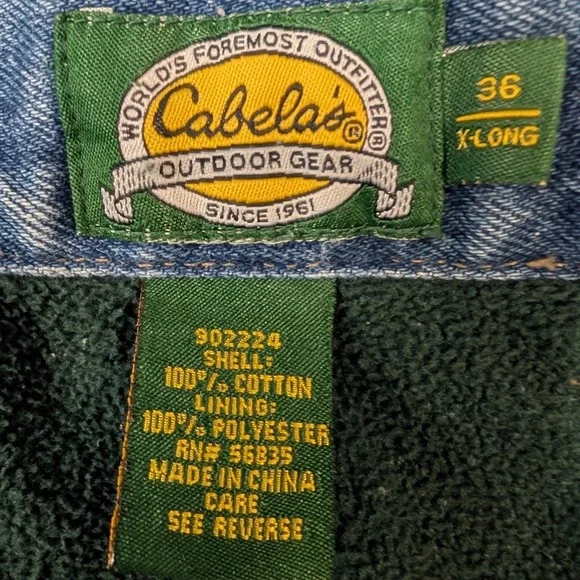 WORLD'S FOREMOST OUTFITTER®
Cabela's®
OUTDOOR GEAR
SINCE 1961
36
X-LONG
902224
SHELL:
100% COTTON
LINING:
100% POLYESTER
RN# 56835
MADE IN CHINA
CARE
SEE REVERSE